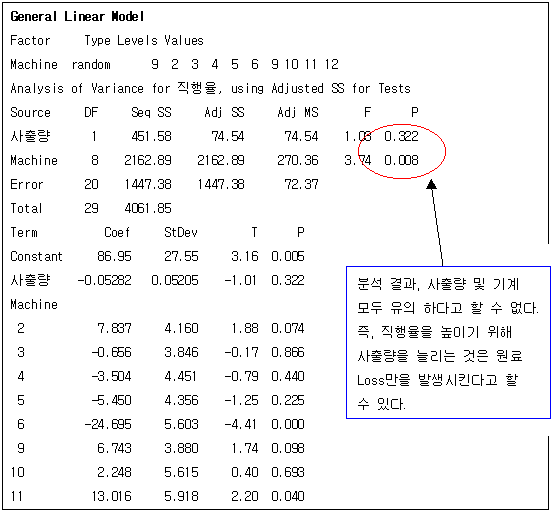 General Linear Model
Factor Type Levels Values
Machine random 9 2 3 4 5 6 9 10 11 12
Analysis of Variance for 직행율, using Adjusted SS for Tests
Source DF Seq SS Adj SS Adj MS F P
사출량 1 451.58 74.54 74.54 1.03 0.322
Machine 8 2162.89 2162.89 270.36 3.74 0.008
Error 20 1447.38 1447.38 72.37
Total 29 4061.85
Term Coef StDev T P
Constant 86.95 27.55 3.16 0.005
사출량 -0.05282 0.05205 -1.01 0.322
Machine
2 7.837 4.160 1.88 0.074
3 -0.656 3.846 -0.17 0.866
4 -3.504 4.451 -0.79 0.440
5 -5.450 4.356 -1.25 0.225
6 -24.695 5.603 -4.41 0.000
9 6.743 3.880 1.74 0.098
10 2.248 5.615 0.40 0.693
11 13.016 5.918 2.20 0.040
분석 결과, 사출량 및 기계
모두 유의 하다고 할 수 없다.
즉, 직행율을 높이기 위해
사출량을 늘리는 것은 원료
Loss만을 발생시킨다고 할
수 있다.